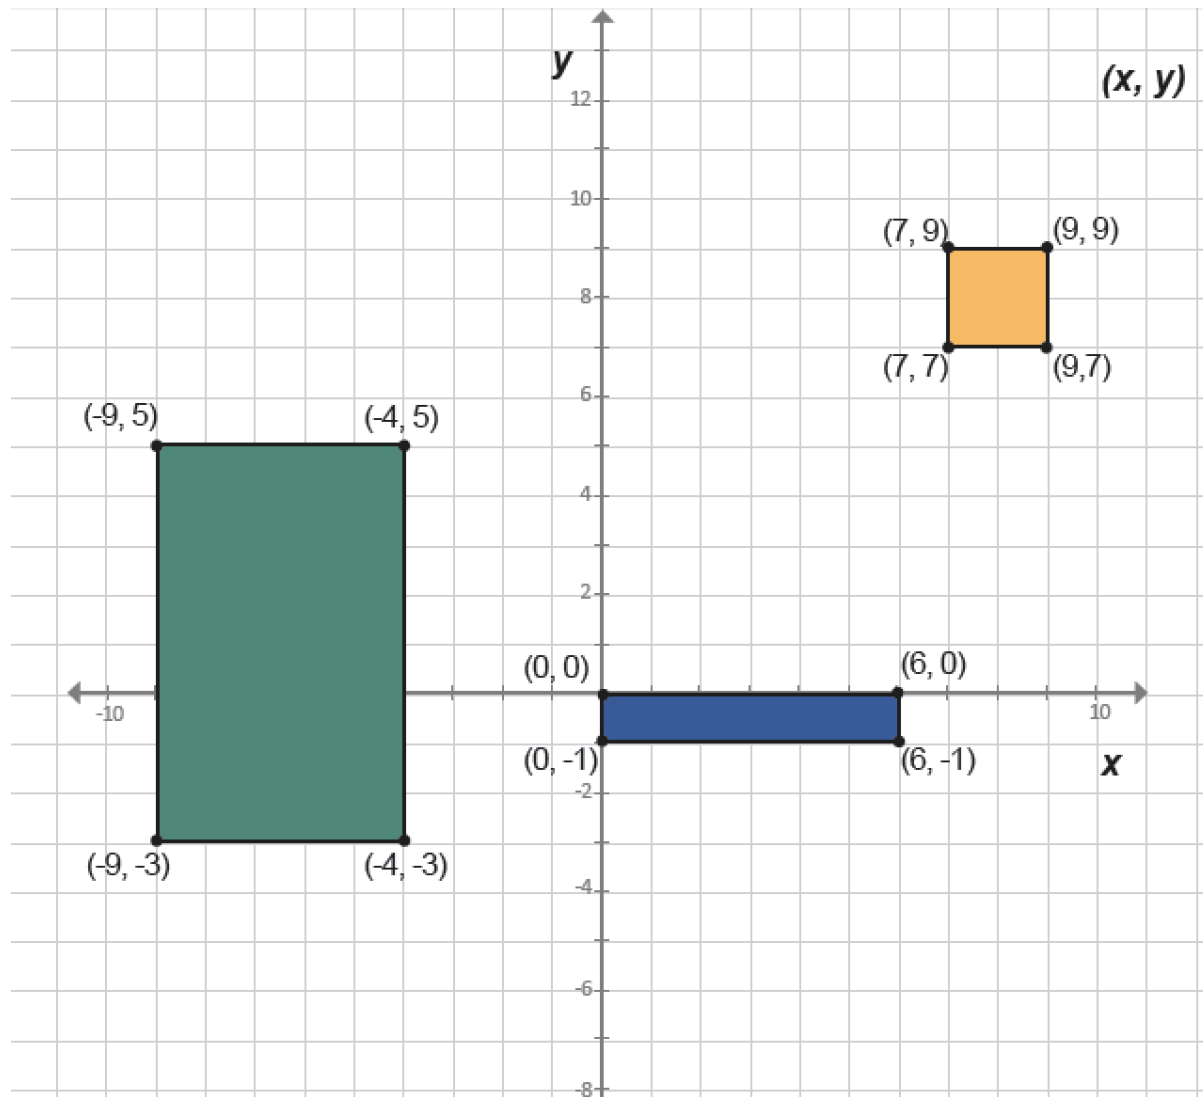 y
(x, y)
12
10
(7, 9) (9, 9)
8
(7, 7) (9,7)
6
(-9, 5) (-4, 5)
4
2
(0, 0) (6, 0)
-10 10
(0, -1) (6, -1) x
-2
(-9, -3) (-4, -3)
-4
-6
-8